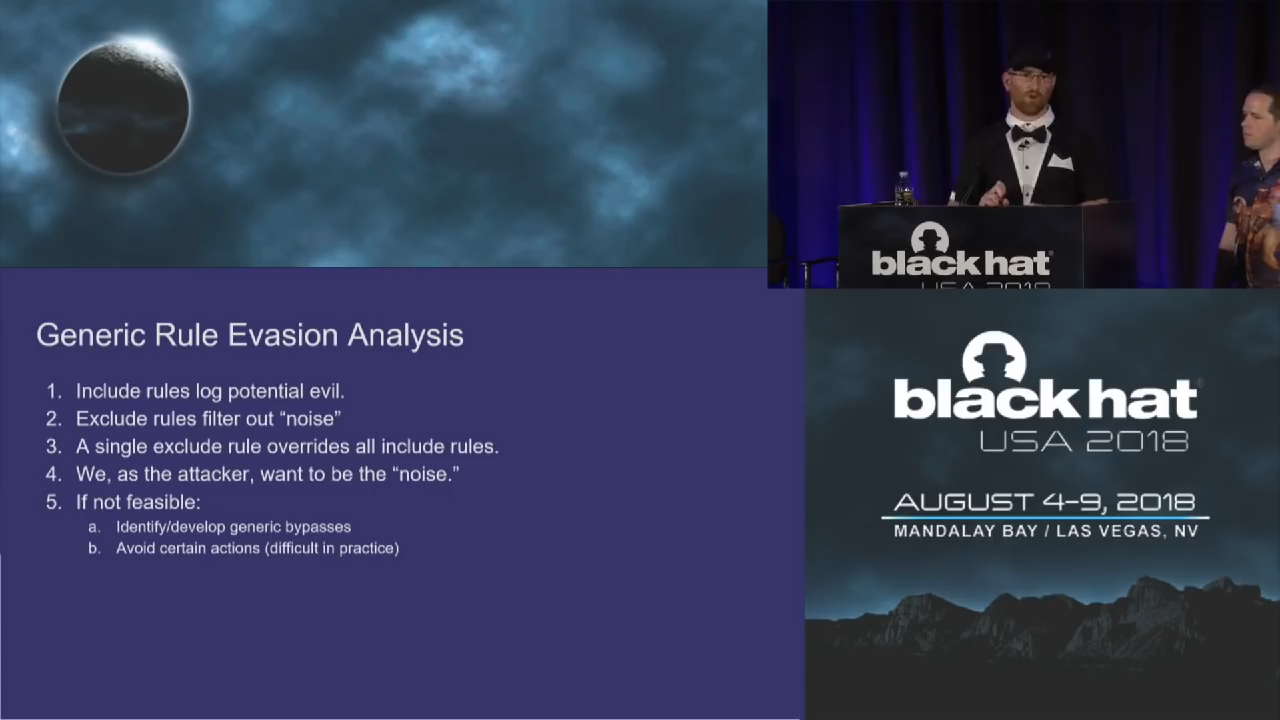 black hat
USA 2018
Generic Rule Evasion Analysis
1. Include rules log potential evil.
2. Exclude rules filter out “noise”
3. A single exclude rule overrides all include rules.
4. We, as the attacker, want to be the “noise.”
5. If not feasible:
a. Identify/develop generic bypasses
b. Avoid certain actions (difficult in practice)
black hat
USA 2018
AUGUST 4-9, 2018
MANDALAY BAY / LAS VEGAS, NV